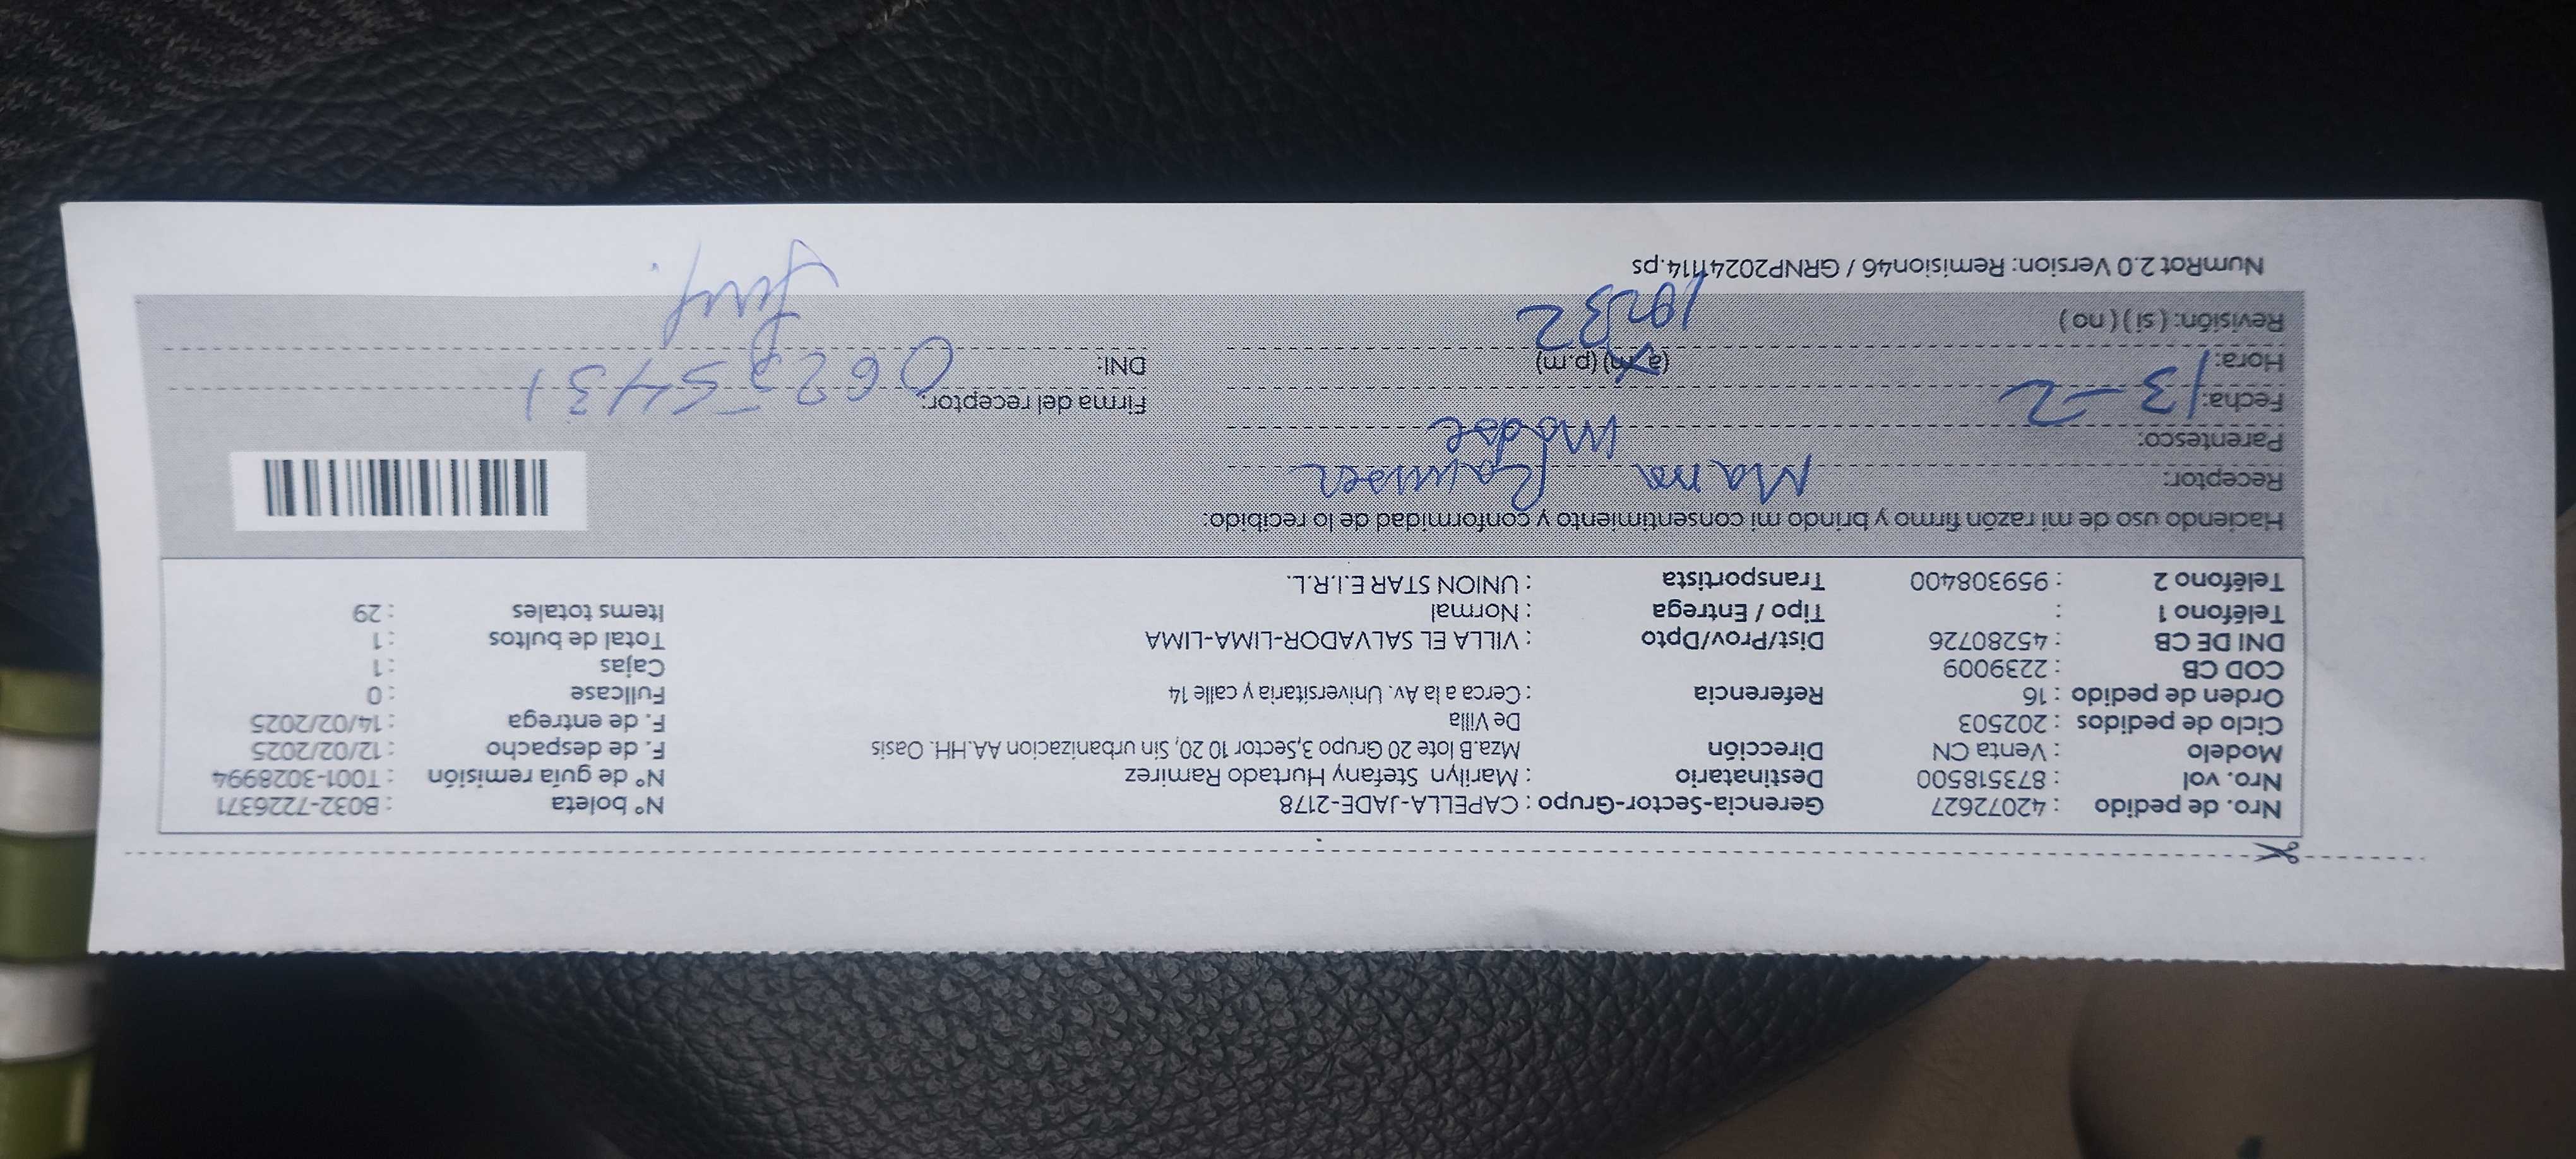 Nro. de pedido : 42072627 Gerencia-Sector-Grupo : CAPELLA-JADE-2178 N° boleta : B032-7226371
Nro. vol : 873518500 Destinatario : Marilyn Stefany Hurtado Ramirez N° de guía remisión : T001-3028994
Modelo : Venta CN Dirección Mza.B lote 20 Grupo 3,Sector 10 20, Sin urbanizacion AA.HH. Oasis F. de despacho : 12/02/2025
Ciclo de pedidos : 202503 De Villa F. de entrega : 14/02/2025
Orden de pedido : 16 Referencia : Cerca a la Av. Universitaria y calle 14 Fullcase : 0
COD CB : 2239009 Cajas : 1
DNI DE CB : 45280726 Dist/Prov/Dpto : VILLA EL SALVADOR-LIMA-LIMA Total de bultos : 1
Teléfono 1 : Tipo / Entrega : Normal Items totales : 29
Teléfono 2 : 959308400 Transportista : UNION STAR E.I.R.L.
Haciendo uso de mi razón firmo y brindo mi consentimiento y conformidad de lo recibido:
Receptor:
Parentesco:
Fecha: 13-2 Firma del receptor:
Hora: (a.m) (p.m) DNI:
Revisión: ( si ) ( no )
NumRot 2.0 Version: Remision46 / GRNP20241114.ps